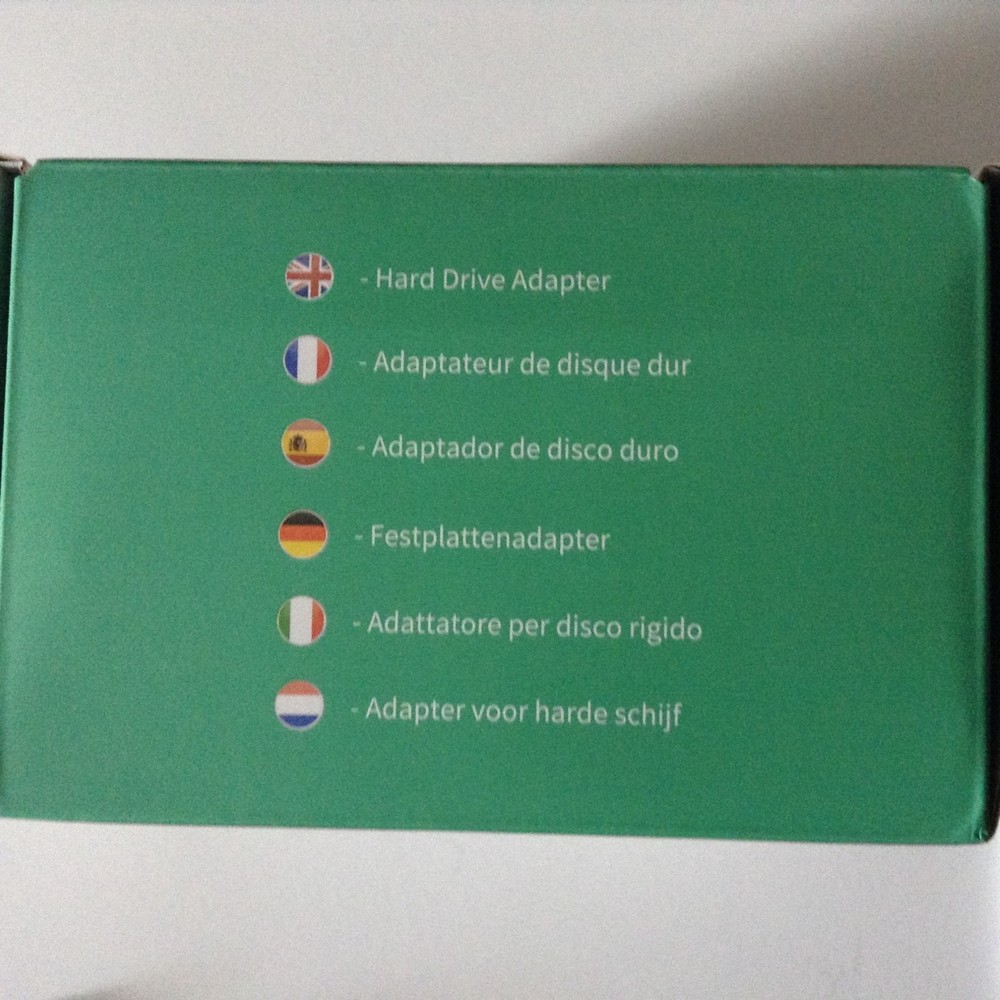 - Hard Drive Adapter
- Adaptateur de disque dur
- Adaptador de disco duro
- Festplattenadapter
- Adattatore per disco rigido
- Adapter voor harde schijf